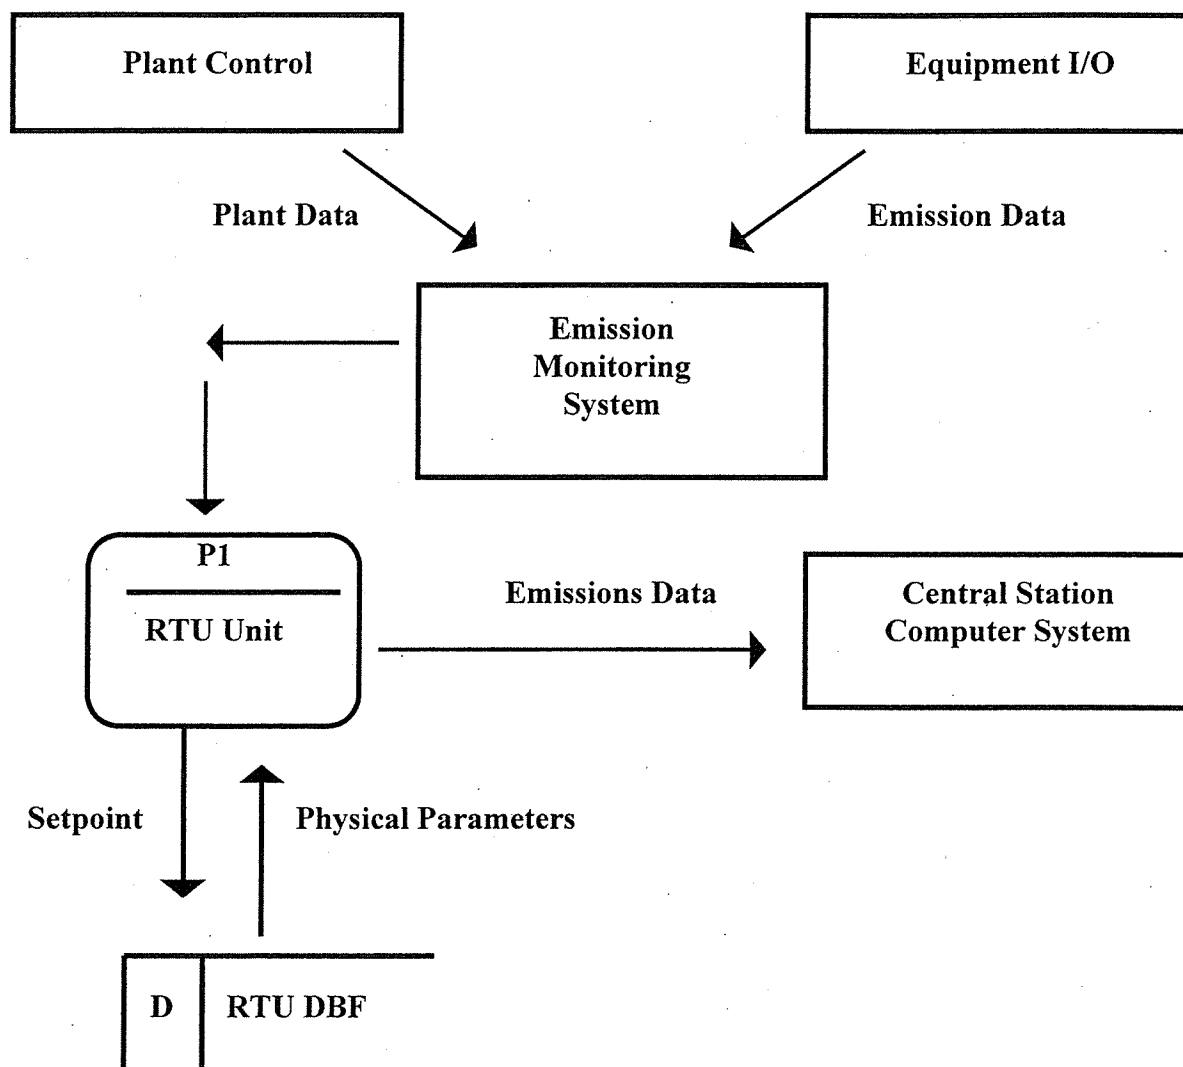 Plant Control
Equipment I/O
Plant Data
Emission Data
Emission
Monitoring
System
P1
RTU Unit
Emissions Data
Central Station
Computer System
Setpoint
Physical Parameters
D
RTU DBF